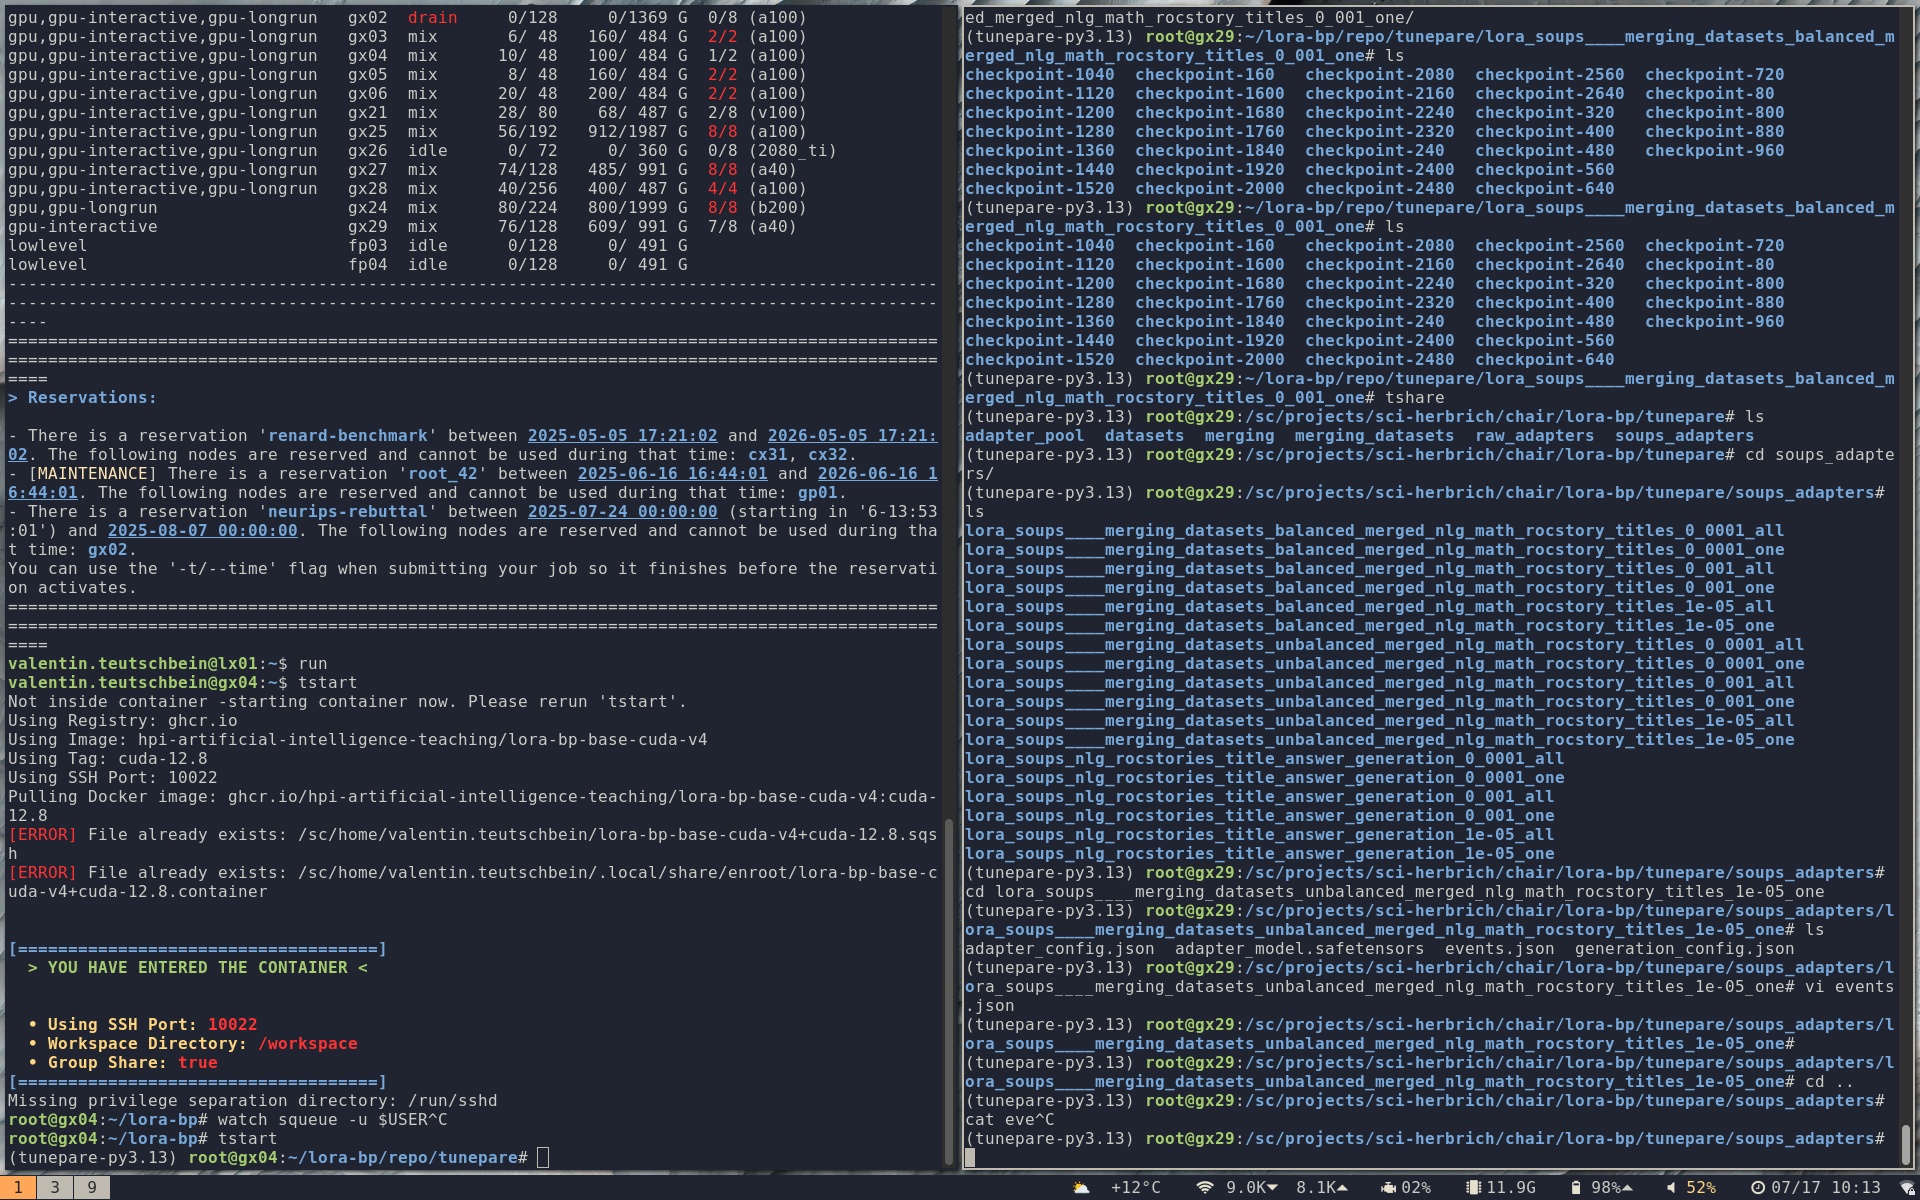 gpu,gpu-interactive,gpu-longrun   gx02  drain     0/128     0/1369 G  0/8 (a100)
gpu,gpu-interactive,gpu-longrun   gx03  mix       6/ 48   160/ 484 G  2/2 (a100)
gpu,gpu-interactive,gpu-longrun   gx04  mix      10/ 48   100/ 484 G  1/2 (a100)
gpu,gpu-interactive,gpu-longrun   gx05  mix       8/ 48   160/ 484 G  2/2 (a100)
gpu,gpu-interactive,gpu-longrun   gx06  mix      20/ 48   200/ 484 G  2/2 (a100)
gpu,gpu-interactive,gpu-longrun   gx21  mix      28/ 80    68/ 487 G  2/8 (v100)
gpu,gpu-interactive,gpu-longrun   gx25  mix      56/192   912/1987 G  8/8 (a100)
gpu,gpu-interactive,gpu-longrun   gx26  idle      0/ 72     0/ 360 G  0/8 (2080_ti)
gpu,gpu-interactive,gpu-longrun   gx27  mix      74/128   485/ 991 G  8/8 (a40)
gpu,gpu-interactive,gpu-longrun   gx28  mix      40/256   400/ 487 G  4/4 (a100)
gpu,gpu-longrun                   gx24  mix      80/224   800/1999 G  8/8 (b200)
gpu-interactive                   gx29  mix      76/128   609/ 991 G  7/8 (a40)
lowlevel                          fp03  idle      0/128     0/ 491 G
lowlevel                          fp04  idle      0/128     0/ 491 G
---------------------------------------------------------------------------------------------
---------------------------------------------------------------------------------------------
----
=============================================================================================
=============================================================================================
====
> Reservations:
- There is a reservation 'renard-benchmark' between 2025-05-05 17:21:02 and 2026-05-05 17:21:
02. The following nodes are reserved and cannot be used during that time: cx31, cx32.
- [MAINTENANCE] There is a reservation 'root_42' between 2025-06-16 16:44:01 and 2026-06-16 1
6:44:01. The following nodes are reserved and cannot be used during that time: gp01.
- There is a reservation 'neurips-rebuttal' between 2025-07-24 00:00:00 (starting in '6-13:53
:01') and 2025-08-07 00:00:00. The following nodes are reserved and cannot be used during tha
t time: gx02.
You can use the '-t/--time' flag when submitting your job so it finishes before the reservati
on activates.
=============================================================================================
=============================================================================================
====
valentin.teutschbein@lx01:~$ run
valentin.teutschbein@gx04:~$ tstart
Not inside container -starting container now. Please rerun 'tstart'.
Using Registry: ghcr.io
Using Image: hpi-artificial-intelligence-teaching/lora-bp-base-cuda-v4
Using Tag: cuda-12.8
Using SSH Port: 10022
Pulling Docker image: ghcr.io/hpi-artificial-intelligence-teaching/lora-bp-base-cuda-v4:cuda-
12.8
[ERROR] File already exists: /sc/home/valentin.teutschbein/lora-bp-base-cuda-v4+cuda-12.8.sqs
h
[ERROR] File already exists: /sc/home/valentin.teutschbein/.local/share/enroot/lora-bp-base-c
uda-v4+cuda-12.8.container
[====================================]
> YOU HAVE ENTERED THE CONTAINER <
• Using SSH Port: 10022
• Workspace Directory: /workspace
• Group Share: true
[====================================]
Missing privilege separation directory: /run/sshd
root@gx04:~/lora-bp# watch squeue -u $USER^C
root@gx04:~/lora-bp# tstart
(tunepare-py3.13) root@gx04:~/lora-bp/repo/tunepare#
ed_merged_nlg_math_rocstory_titles_0_001_one/
(tunepare-py3.13) root@gx29:~/lora-bp/repo/tunepare/lora_soups____merging_datasets_balanced_m
erged_nlg_math_rocstory_titles_0_001_one# ls
checkpoint-1040  checkpoint-160   checkpoint-2080  checkpoint-2560  checkpoint-720
checkpoint-1120  checkpoint-1600  checkpoint-2160  checkpoint-2640  checkpoint-80
checkpoint-1200  checkpoint-1680  checkpoint-2240  checkpoint-320   checkpoint-800
checkpoint-1280  checkpoint-1760  checkpoint-2320  checkpoint-400   checkpoint-880
checkpoint-1360  checkpoint-1840  checkpoint-240   checkpoint-480   checkpoint-960
checkpoint-1440  checkpoint-1920  checkpoint-2400  checkpoint-560
checkpoint-1520  checkpoint-2000  checkpoint-2480  checkpoint-640
(tunepare-py3.13) root@gx29:~/lora-bp/repo/tunepare/lora_soups____merging_datasets_balanced_m
erged_nlg_math_rocstory_titles_0_001_one# ls
checkpoint-1040  checkpoint-160   checkpoint-2080  checkpoint-2560  checkpoint-720
checkpoint-1120  checkpoint-1600  checkpoint-2160  checkpoint-2640  checkpoint-80
checkpoint-1200  checkpoint-1680  checkpoint-2240  checkpoint-320   checkpoint-800
checkpoint-1280  checkpoint-1760  checkpoint-2320  checkpoint-400   checkpoint-880
checkpoint-1360  checkpoint-1840  checkpoint-240   checkpoint-480   checkpoint-960
checkpoint-1440  checkpoint-1920  checkpoint-2400  checkpoint-560
checkpoint-1520  checkpoint-2000  checkpoint-2480  checkpoint-640
(tunepare-py3.13) root@gx29:~/lora-bp/repo/tunepare/lora_soups____merging_datasets_balanced_m
erged_nlg_math_rocstory_titles_0_001_one# tshare
(tunepare-py3.13) root@gx29:/sc/projects/sci-herbrich/chair/lora-bp/tunepare# ls
adapter_pool  datasets  merging  merging_datasets  raw_adapters  soups_adapters
(tunepare-py3.13) root@gx29:/sc/projects/sci-herbrich/chair/lora-bp/tunepare# cd soups_adapte
rs/
(tunepare-py3.13) root@gx29:/sc/projects/sci-herbrich/chair/lora-bp/tunepare/soups_adapters#
ls
lora_soups____merging_datasets_balanced_merged_nlg_math_rocstory_titles_0_0001_all
lora_soups____merging_datasets_balanced_merged_nlg_math_rocstory_titles_0_0001_one
lora_soups____merging_datasets_balanced_merged_nlg_math_rocstory_titles_0_001_all
lora_soups____merging_datasets_balanced_merged_nlg_math_rocstory_titles_0_001_one
lora_soups____merging_datasets_balanced_merged_nlg_math_rocstory_titles_1e-05_all
lora_soups____merging_datasets_balanced_merged_nlg_math_rocstory_titles_1e-05_one
lora_soups____merging_datasets_unbalanced_merged_nlg_math_rocstory_titles_0_0001_all
lora_soups____merging_datasets_unbalanced_merged_nlg_math_rocstory_titles_0_0001_one
lora_soups____merging_datasets_unbalanced_merged_nlg_math_rocstory_titles_0_001_all
lora_soups____merging_datasets_unbalanced_merged_nlg_math_rocstory_titles_0_001_one
lora_soups____merging_datasets_unbalanced_merged_nlg_math_rocstory_titles_1e-05_all
lora_soups____merging_datasets_unbalanced_merged_nlg_math_rocstory_titles_1e-05_one
lora_soups_nlg_rocstories_title_answer_generation_0_0001_all
lora_soups_nlg_rocstories_title_answer_generation_0_0001_one
lora_soups_nlg_rocstories_title_answer_generation_0_001_all
lora_soups_nlg_rocstories_title_answer_generation_0_001_one
lora_soups_nlg_rocstories_title_answer_generation_1e-05_all
lora_soups_nlg_rocstories_title_answer_generation_1e-05_one
(tunepare-py3.13) root@gx29:/sc/projects/sci-herbrich/chair/lora-bp/tunepare/soups_adapters#
cd lora_soups____merging_datasets_unbalanced_merged_nlg_math_rocstory_titles_1e-05_one
(tunepare-py3.13) root@gx29:/sc/projects/sci-herbrich/chair/lora-bp/tunepare/soups_adapters/l
ora_soups____merging_datasets_unbalanced_merged_nlg_math_rocstory_titles_1e-05_one# ls
adapter_config.json  adapter_model.safetensors  events.json  generation_config.json
(tunepare-py3.13) root@gx29:/sc/projects/sci-herbrich/chair/lora-bp/tunepare/soups_adapters/l
ora_soups____merging_datasets_unbalanced_merged_nlg_math_rocstory_titles_1e-05_one# vi events
.json
(tunepare-py3.13) root@gx29:/sc/projects/sci-herbrich/chair/lora-bp/tunepare/soups_adapters/l
ora_soups____merging_datasets_unbalanced_merged_nlg_math_rocstory_titles_1e-05_one#
(tunepare-py3.13) root@gx29:/sc/projects/sci-herbrich/chair/lora-bp/tunepare/soups_adapters/l
ora_soups____merging_datasets_unbalanced_merged_nlg_math_rocstory_titles_1e-05_one# cd ..
(tunepare-py3.13) root@gx29:/sc/projects/sci-herbrich/chair/lora-bp/tunepare/soups_adapters#
cat eve^C
(tunepare-py3.13) root@gx29:/sc/projects/sci-herbrich/chair/lora-bp/tunepare/soups_adapters#
1 3 9 +12°C 9.0K 8.1K 02% 11.9G 98% 52% 07/17 10:13